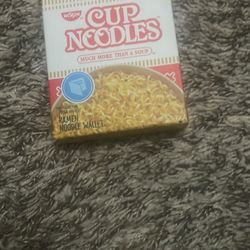 NISSIN
CUP
NOODLES
MUCH MORE THAN A SOUP
RAMEN
NOODLE WALLET